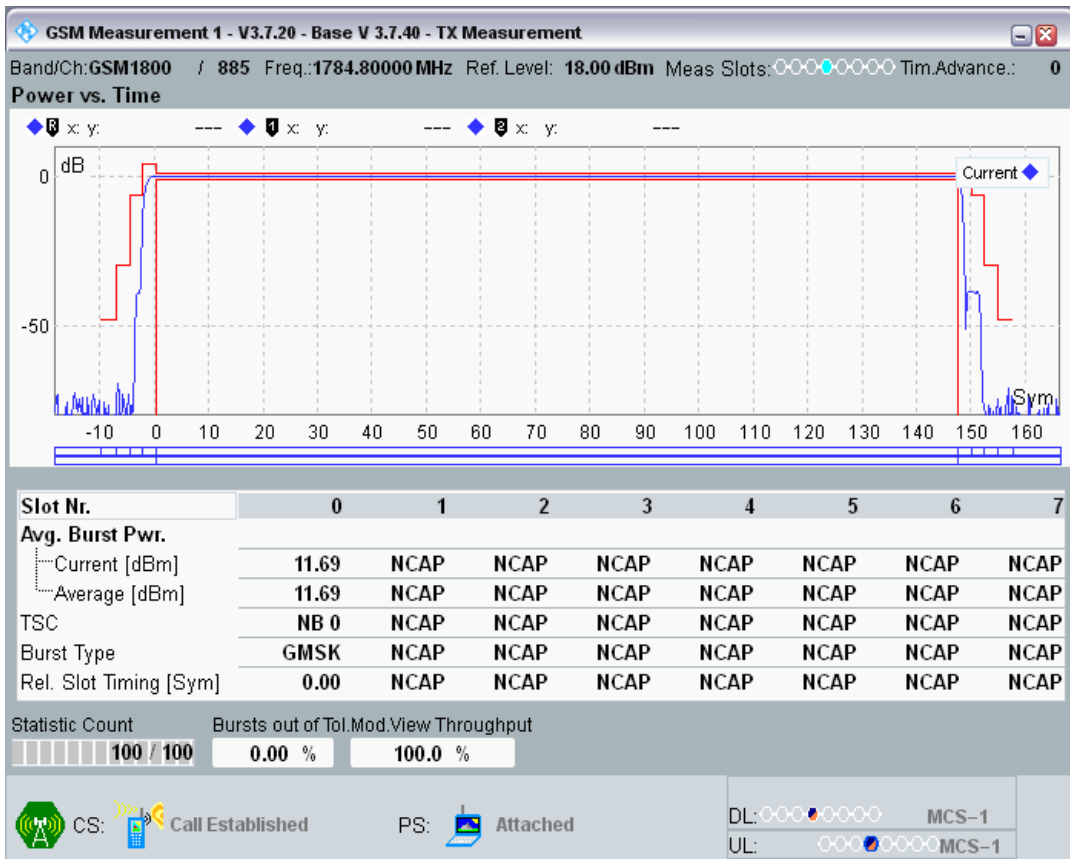 GSM Measurement 1 - V3.7.20 - Base V 3.7.40 - TX Measurement
Band/Ch:GSM1800 / 885 Freq.:1784.80000 MHz Ref. Level: 18.00 dBm Meas Slots: Tim.Advance.: 0
Power vs. Time
R x: y: --- 1 x: y: --- 2 x: y: ---
dB
Current
0
-50
Sym
-10 0 10 20 30 40 50 60 70 80 90 100 110 120 130 140 150 160
Slot Nr. 0 1 2 3 4 5 6 7
Avg. Burst Pwr.
Current [dBm] 11.69 NCAP NCAP NCAP NCAP NCAP NCAP NCAP
Average [dBm] 11.69 NCAP NCAP NCAP NCAP NCAP NCAP NCAP
TSC NB 0 NCAP NCAP NCAP NCAP NCAP NCAP NCAP
Burst Type GMSK NCAP NCAP NCAP NCAP NCAP NCAP NCAP
Rel. Slot Timing [Sym] 0.00 NCAP NCAP NCAP NCAP NCAP NCAP NCAP
Statistic Count Bursts out of Tol.Mod.View Throughput
100 / 100 0.00 % 100.0 %
CS: Call Established PS: Attached
DL: MCS-1
UL: MCS-1